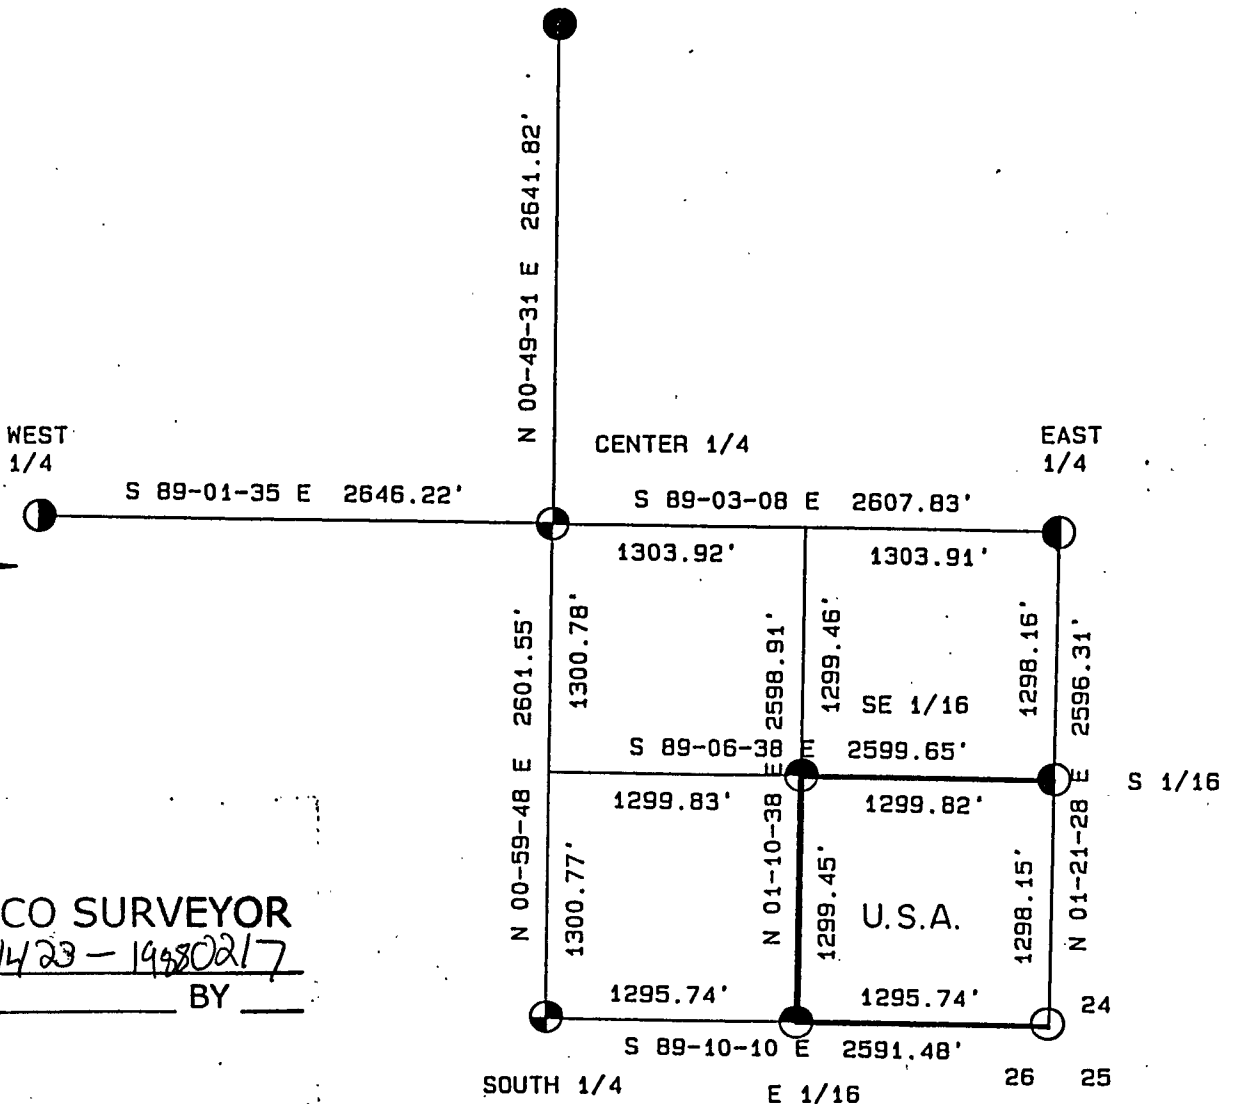 N 00-49-31 E 2641.82'
WEST
1/4
CENTER 1/4
EAST
1/4
S 89-01-35 E 2646.22'
S 89-03-08 E 2607.83'
1303.92'
1303.91'
N 00-59-48 E 2601.55'
1300.78'
N 01-10-38 E 2598.91'
1299.46'
1298.16'
N 01-21-28 E 2596.31'
SE 1/16
S 89-06-38 E 2599.65'
S 1/16
1299.83'
1299.82'
1300.77'
1299.45'
U.S.A.
1298.15'
CO SURVEYOR
1423-19880217
BY
1295.74'
1295.74'
24
S 89-10-10 E 2591.48'
SOUTH 1/4
E 1/16
26 25